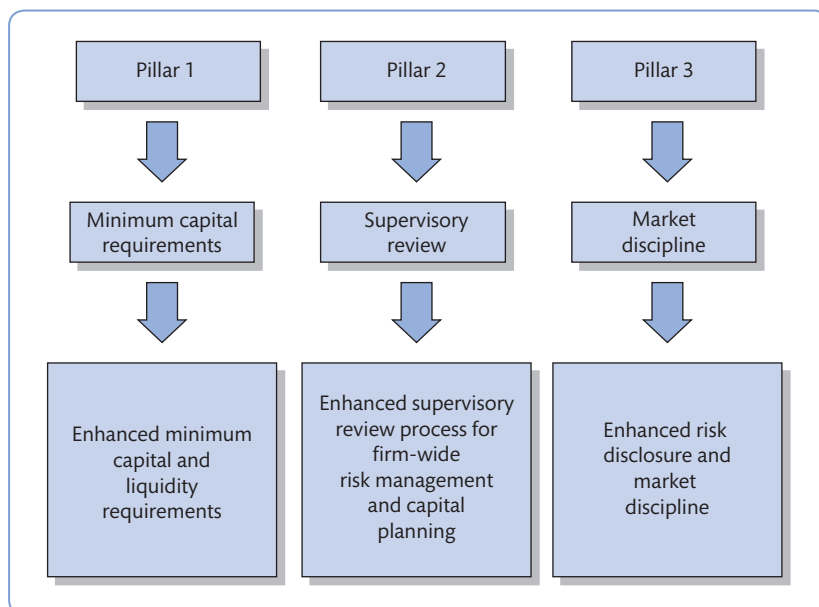 Pillar 1
Pillar 2
Pillar 3
Minimum capital
requirements
Supervisory
review
Market
discipline
Enhanced minimum
capital and
liquidity
requirements
Enhanced supervisory
review process for
firm-wide
risk management
and capital
planning
Enhanced risk
disclosure and
market
discipline